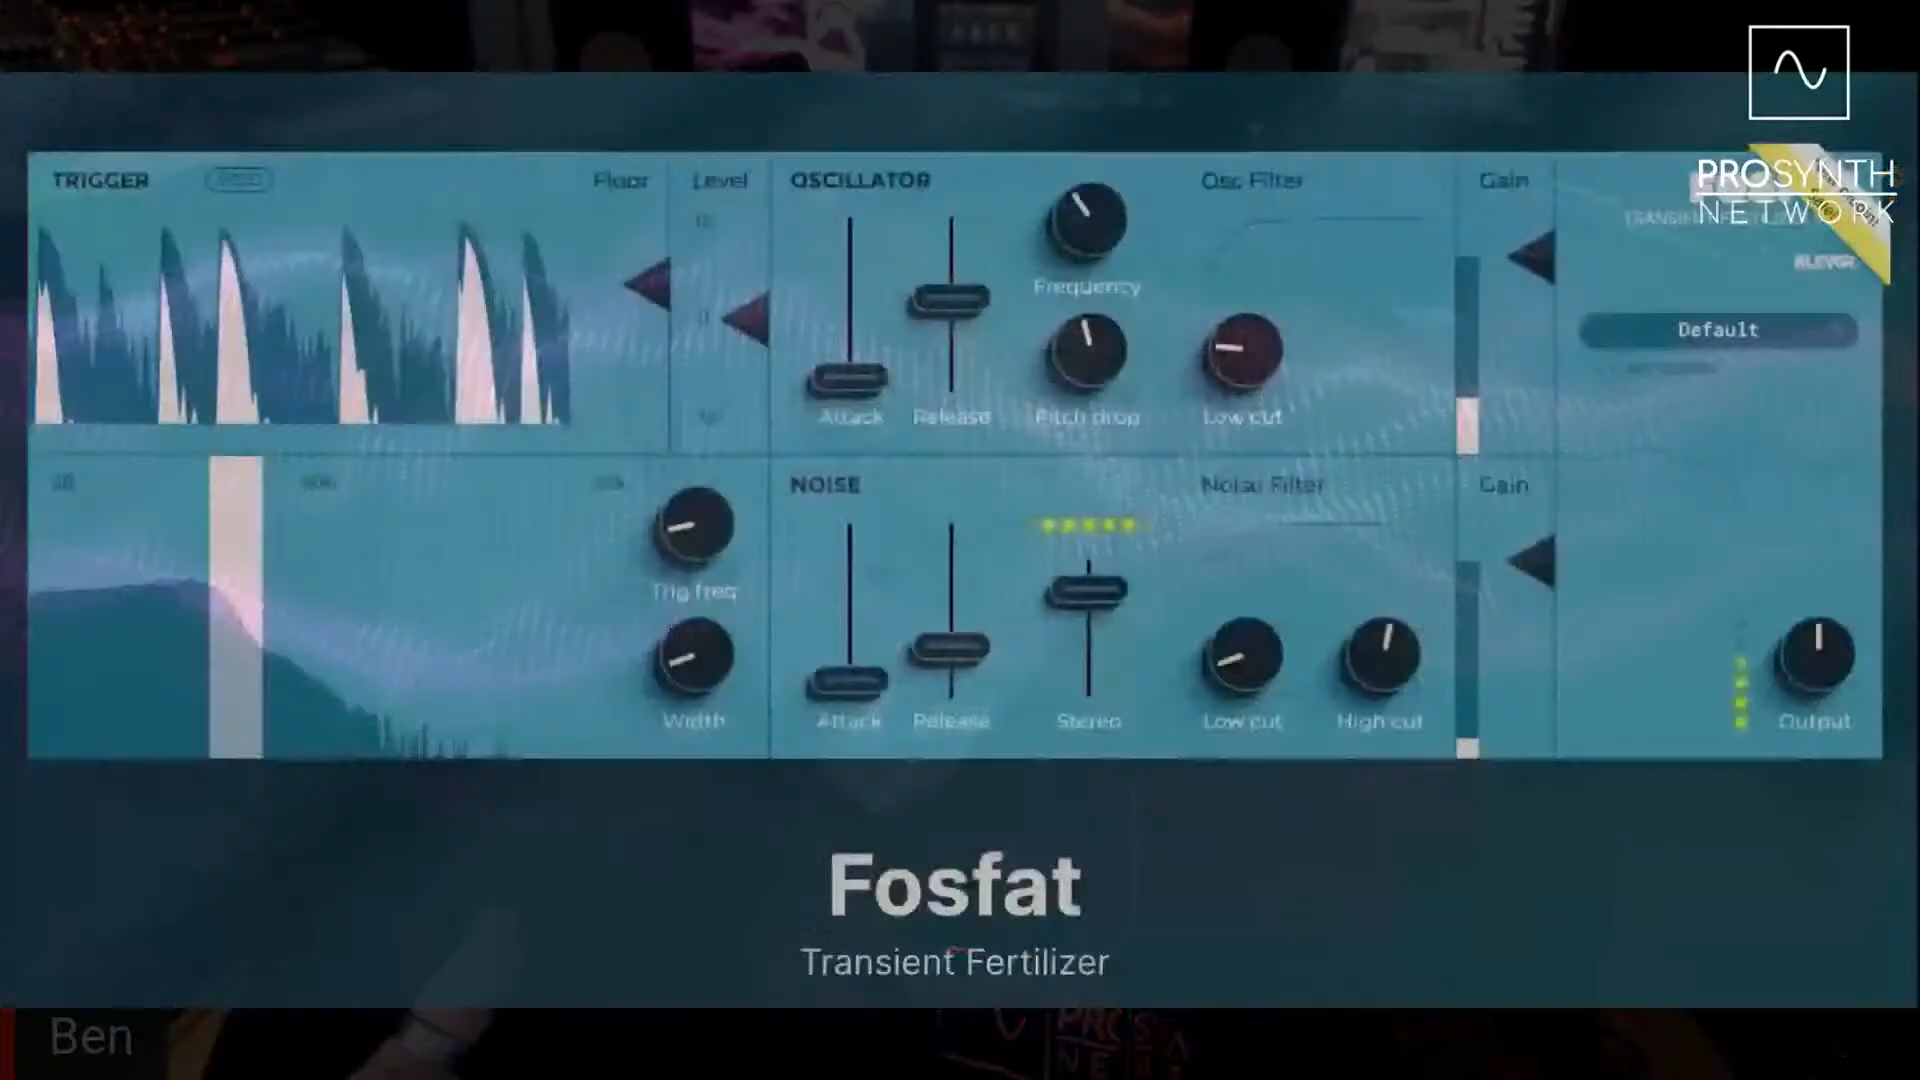 PROSYNTH
NETWORK
TRIGGER
Floor
Level
OSCILLATOR
Osc Filter
Gain
Frequency
Default
Attack
Release
Pitch drop
Low cut
NOISE
Noise Filter
Gain
Trig freq
Width
Attack
Release
Stereo
Low cut
High cut
Output
Fosfat
Transient Fertilizer
Ben